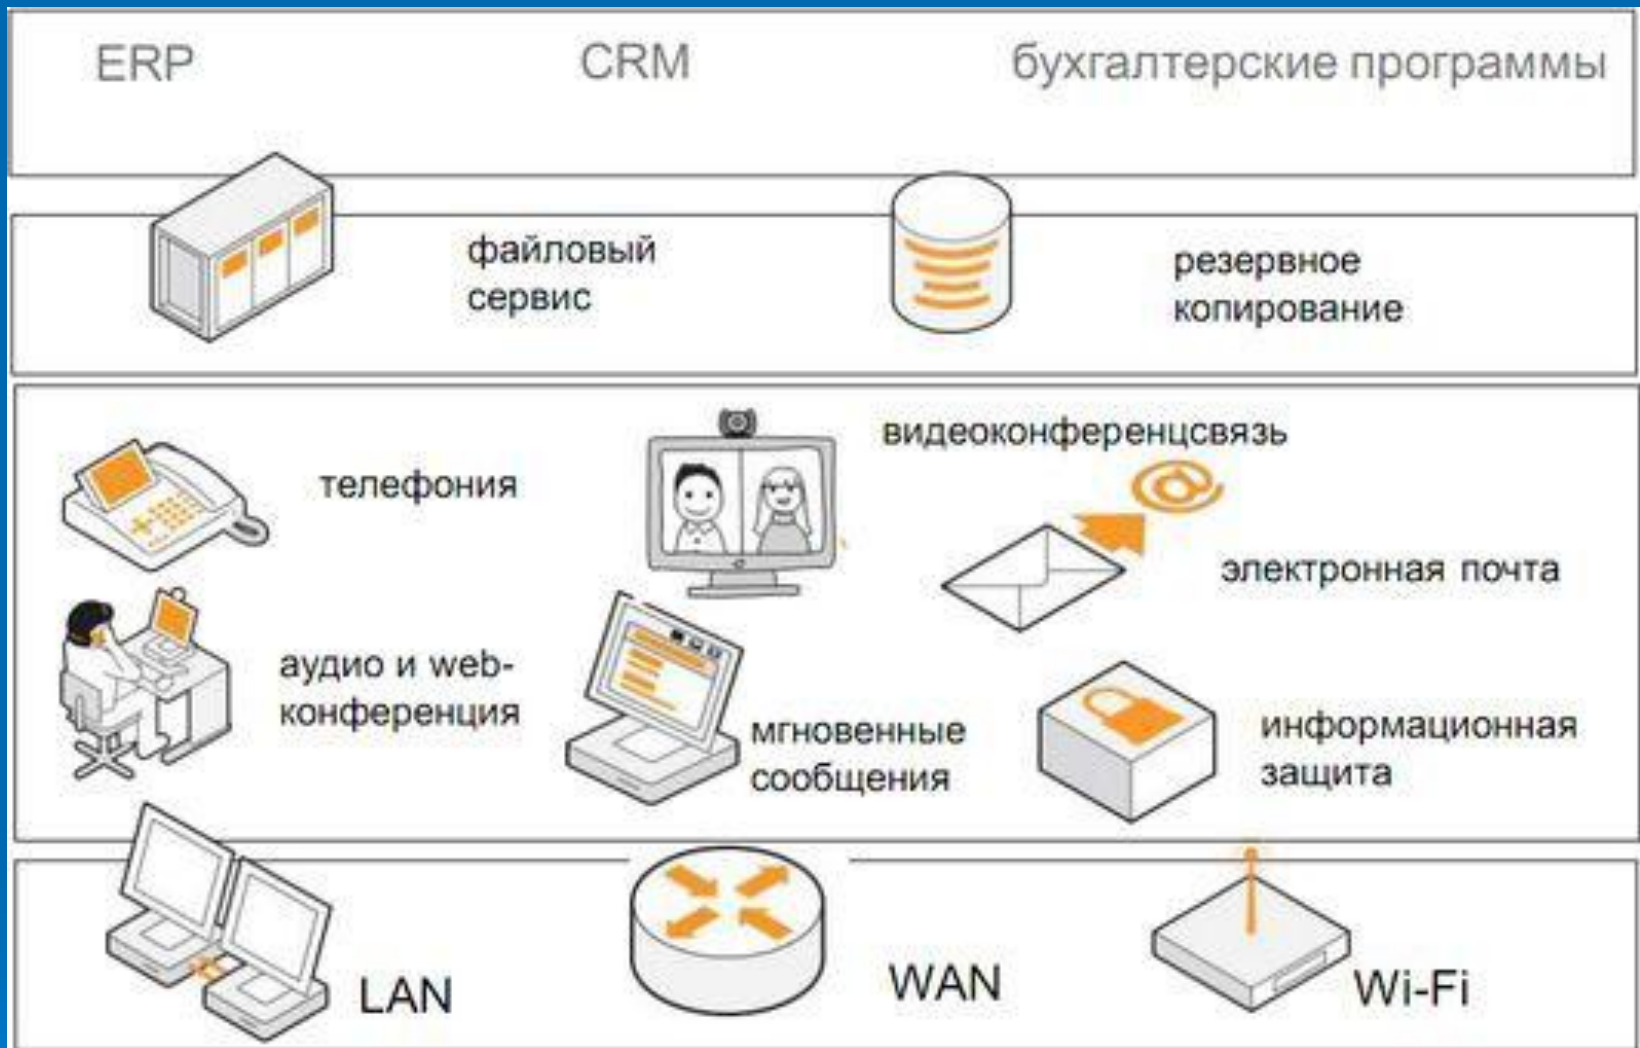 ERP
CRM
бухгалтерские программы
файловый
сервис
резервное
копирование
видеоконференцсвязь
телефония
электронная почта
аудио и web-
конференция
мгновенные
сообщения
информационная
защита
LAN
WAN
Wi-Fi